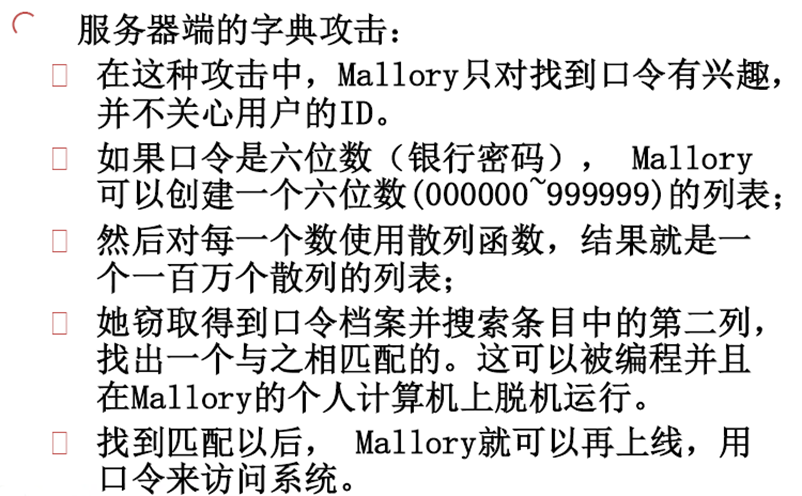 服务器端的字典攻击：
在这种攻击中，Mallory只对找到口令有兴趣，
并不关心用户的ID。
如果口令是六位数（银行密码）， Mallory
可以创建一个六位数(000000~999999)的列表；
然后对每一个数使用散列函数，结果就是一
个一百万个散列的列表；
她窃取得到口令档案并搜索条目中的第二列，
找出一个与之相匹配的。这可以被编程并且
在Mallory的个人计算机上脱机运行。
找到匹配以后， Mallory就可以再上线，用
口令来访问系统。